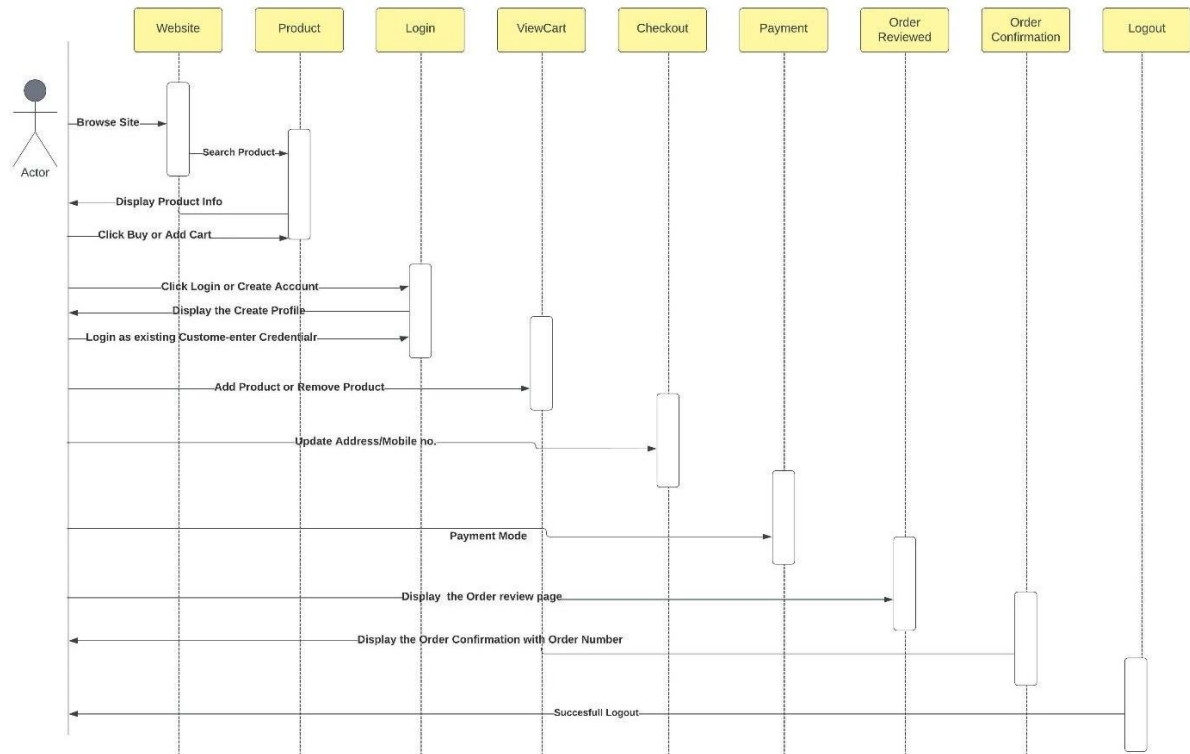 Website
Product
Login
ViewCart
Checkout
Payment
Order
Reviewed
Order
Confirmation
Logout
Actor
Browse Site
Search Product
Display Product Info
Click Buy or Add Cart
Click Login or Create Account
Display the Create Profile
Login as existing Custome-enter Credentialr
Add Product or Remove Product
Update Address/Mobile no.
Payment Mode
Display the Order review page
Display the Order Confirmation with Order Number
Succesfull Logout